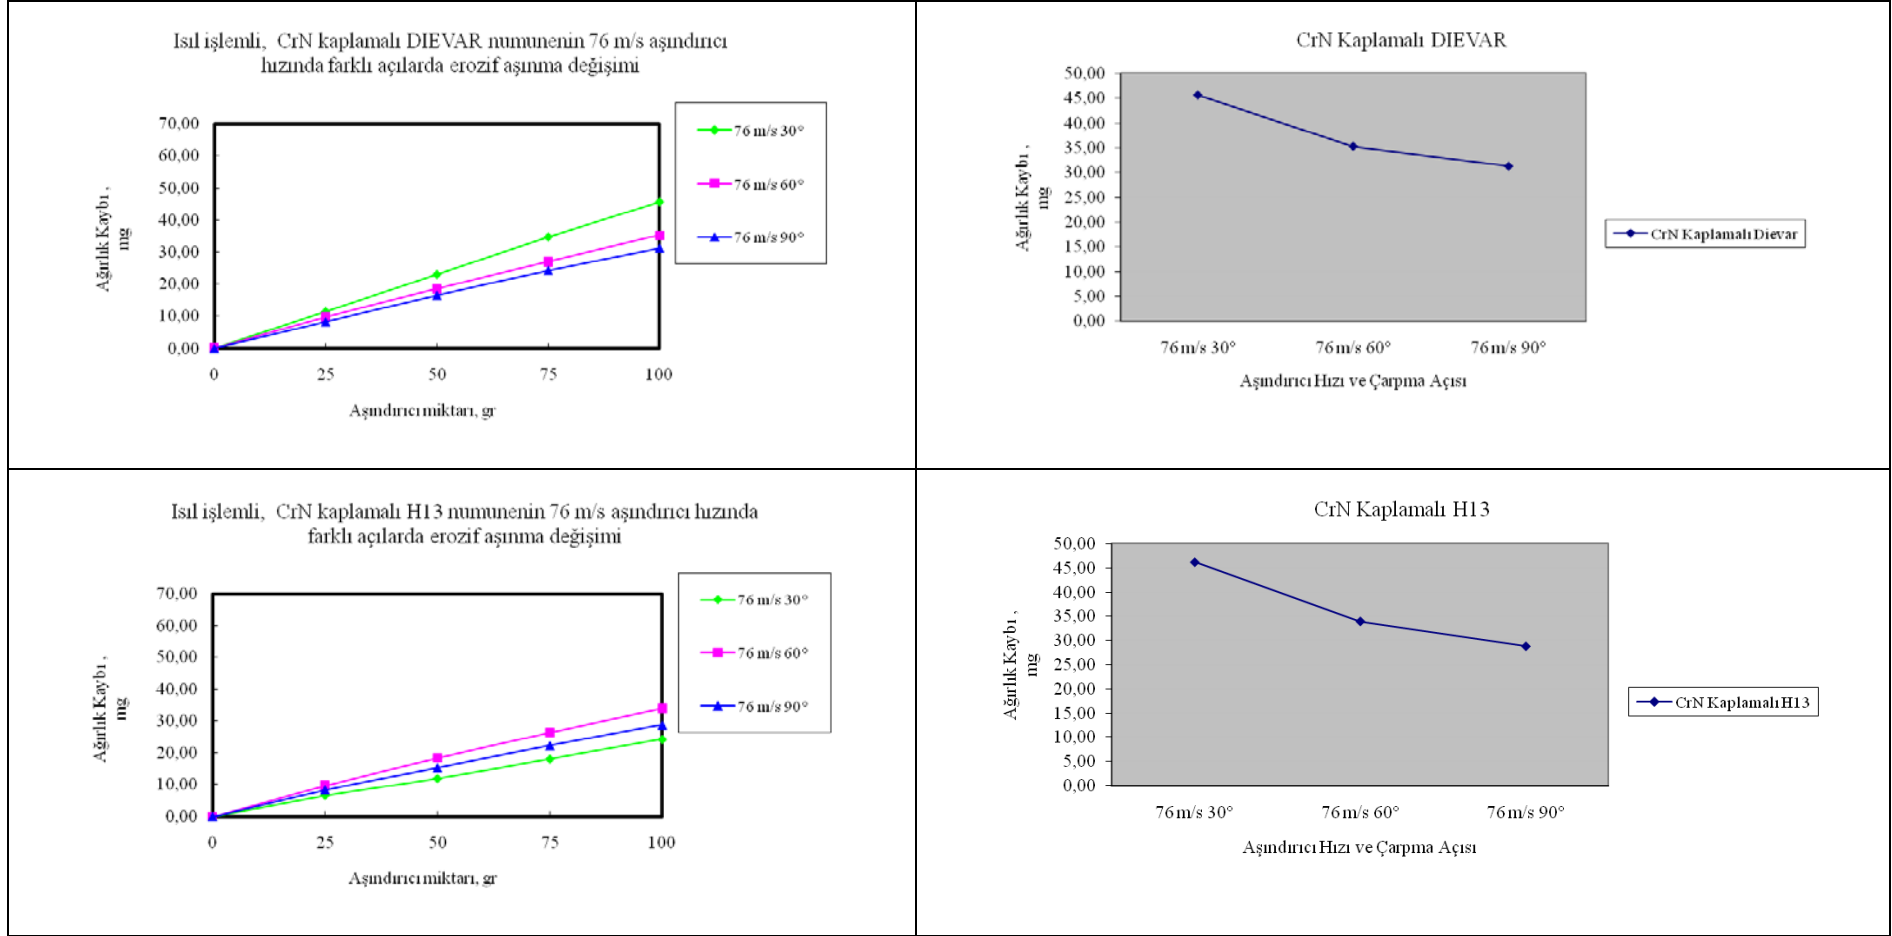 Isıl işlemli, CrN kaplamalı DIEVAR numunenin 76 m/s aşındırıcı
hızında farklı açılarda erozif aşınma değişimi
70,00
60,00
50,00
40,00
30,00
20,00
10,00
0,00
Ağırlık Kaybı ,
mg
0 25 50 75 100
Aşındırıcı miktarı, gr
76 m/s 30°
76 m/s 60°
76 m/s 90°
CrN Kaplamalı DIEVAR
50,00
45,00
40,00
35,00
30,00
25,00
20,00
15,00
10,00
5,00
0,00
Ağırlık Kaybı ,
mg
76 m/s 30° 76 m/s 60° 76 m/s 90°
Aşındırıcı Hızı ve Çarpma Açısı
CrN Kaplamalı Dievar
Isıl işlemli, CrN kaplamalı H13 numunenin 76 m/s aşındırıcı hızında
farklı açılarda erozif aşınma değişimi
70,00
60,00
50,00
40,00
30,00
20,00
10,00
0,00
Ağırlık Kaybı ,
mg
0 25 50 75 100
Aşındırıcı miktarı, gr
76 m/s 30°
76 m/s 60°
76 m/s 90°
CrN Kaplamalı H13
50,00
45,00
40,00
35,00
30,00
25,00
20,00
15,00
10,00
5,00
0,00
Ağırlık Kaybı ,
mg
76 m/s 30° 76 m/s 60° 76 m/s 90°
Aşındırıcı Hızı ve Çarpma Açısı
CrN Kaplamalı H13